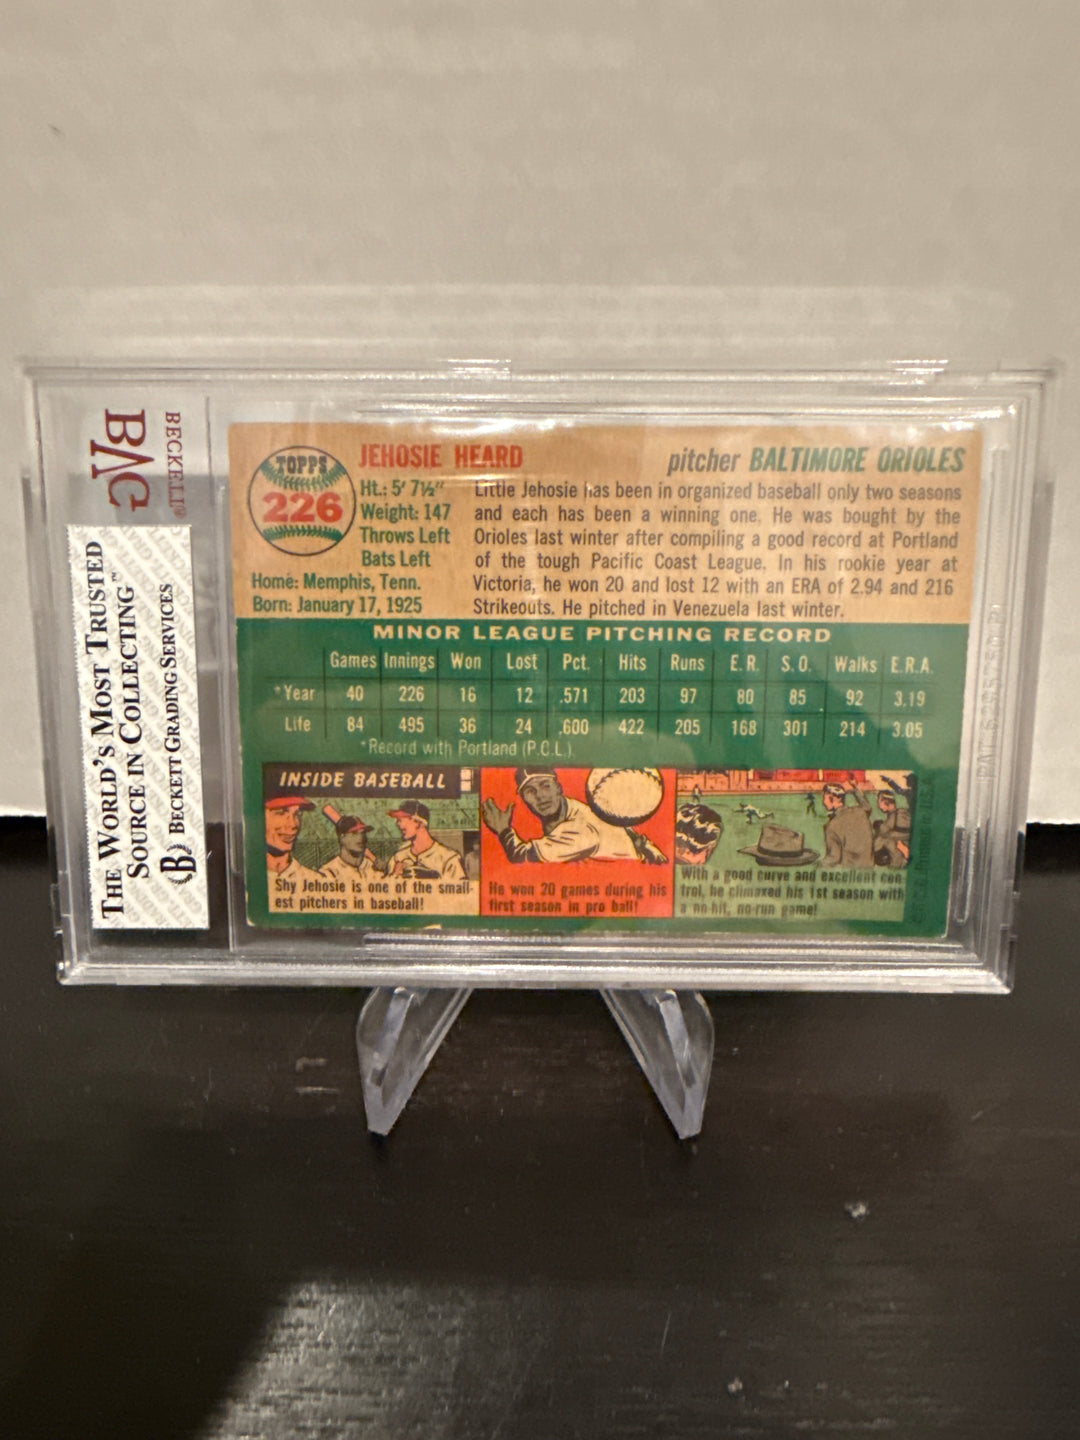 BECKETT®
BVG
THE WORLD'S MOST TRUSTED
SOURCE IN COLLECTING™
B BECKETT GRADING SERVICES
TOPPS
226
JEHOSIE HEARD
pitcher BALTIMORE ORIOLES
Ht.: 5' 7½"
Weight: 147
Throws Left
Bats Left
Home: Memphis, Tenn.
Born: January 17, 1925
Little Jehosie has been in organized baseball only two seasons
and each has been a winning one. He was bought by the
Orioles last winter after compiling a good record at Portland
of the tough Pacific Coast League. In his rookie year at
Victoria, he won 20 and lost 12 with an ERA of 2.94 and 216
Strikeouts. He pitched in Venezuela last winter.
MINOR LEAGUE PITCHING RECORD
Games Innings Won Lost Pct. Hits Runs E.R. S.O. Walks E.R.A.
*Year 40 226 16 12 .571 203 97 80 85 92 3.19
Life 84 495 36 24 .600 422 205 168 301 214 3.05
*Record with Portland (P.C.L.)
INSIDE BASEBALL
Shy Jehosie is one of the small-
est pitchers in baseball!
He won 20 games during his
first season in pro ball!
With a good curve and excellent con-
trol, he climaxed his 1st season with
a no-hit, no-run game!